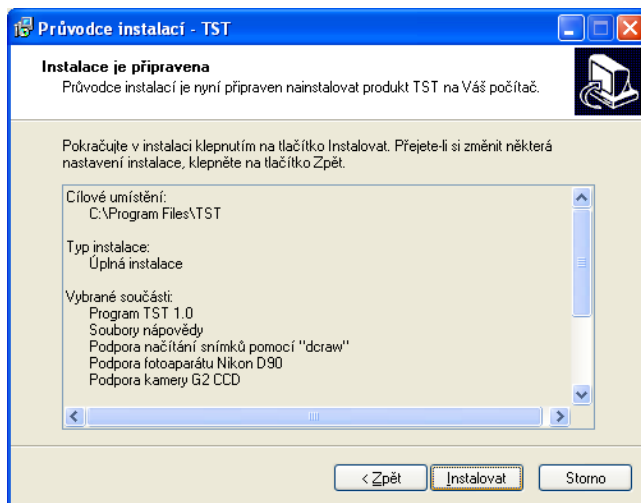 Průvodce instalací - TST
Instalace je připravena
Průvodce instalací je nyní připraven nainstalovat produkt TST na Váš počítač.
Pokračujte v instalaci klepnutím na tlačítko Instalovat. Přejete-li si změnit některá
nastavení instalace, klepněte na tlačítko Zpět.
Cílové umístění:
C:\Program Files\TST
Typ instalace:
Úplná instalace
Vybrané součásti:
Program TST 1.0
Soubory nápovědy
Podpora načítání snímků pomocí "dcraw"
Podpora fotoaparátu Nikon D90
Podpora kamery G2 CCD
< Zpět Instalovat Storno